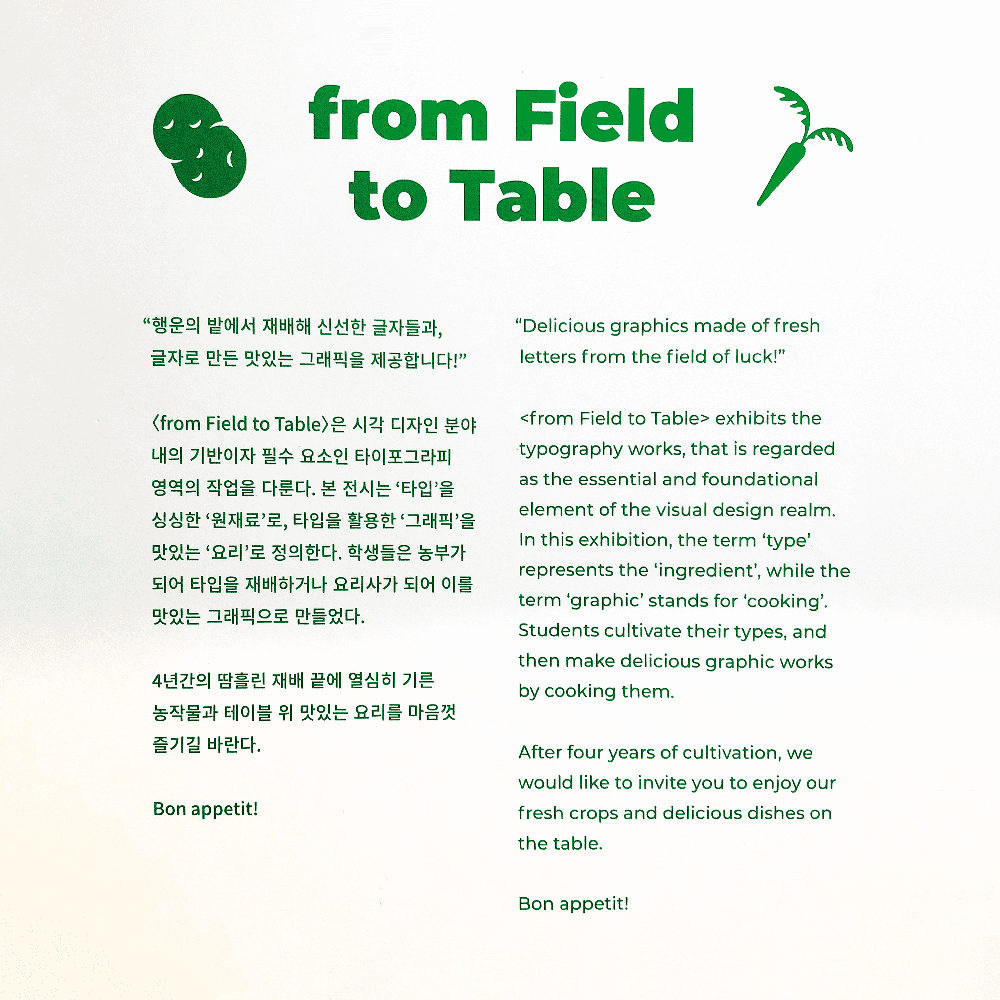 from Field
to Table
“행운의 밭에서 재배해 신선한 글자들과,
글자로 만든 맛있는 그래픽을 제공합니다!”
〈from Field to Table〉은 시각 디자인 분야
내의 기반이자 필수 요소인 타이포그라피
영역의 작업을 다룬다. 본 전시는 ‘타입’을
싱싱한 ‘원재료’로, 타입을 활용한 ‘그래픽’을
맛있는 ‘요리’로 정의한다. 학생들은 농부가
되어 타입을 재배하거나 요리사가 되어 이를
맛있는 그래픽으로 만들었다.
4년간의 땀흘린 재배 끝에 열심히 기른
농작물과 테이블 위 맛있는 요리를 마음껏
즐기길 바란다.
Bon appetit!
“Delicious graphics made of fresh
letters from the field of luck!”
<from Field to Table> exhibits the
typography works, that is regarded
as the essential and foundational
element of the visual design realm.
In this exhibition, the term ‘type’
represents the ‘ingredient’, while the
term ‘graphic’ stands for ‘cooking’.
Students cultivate their types, and
then make delicious graphic works
by cooking them.
After four years of cultivation, we
would like to invite you to enjoy our
fresh crops and delicious dishes on
the table.
Bon appetit!